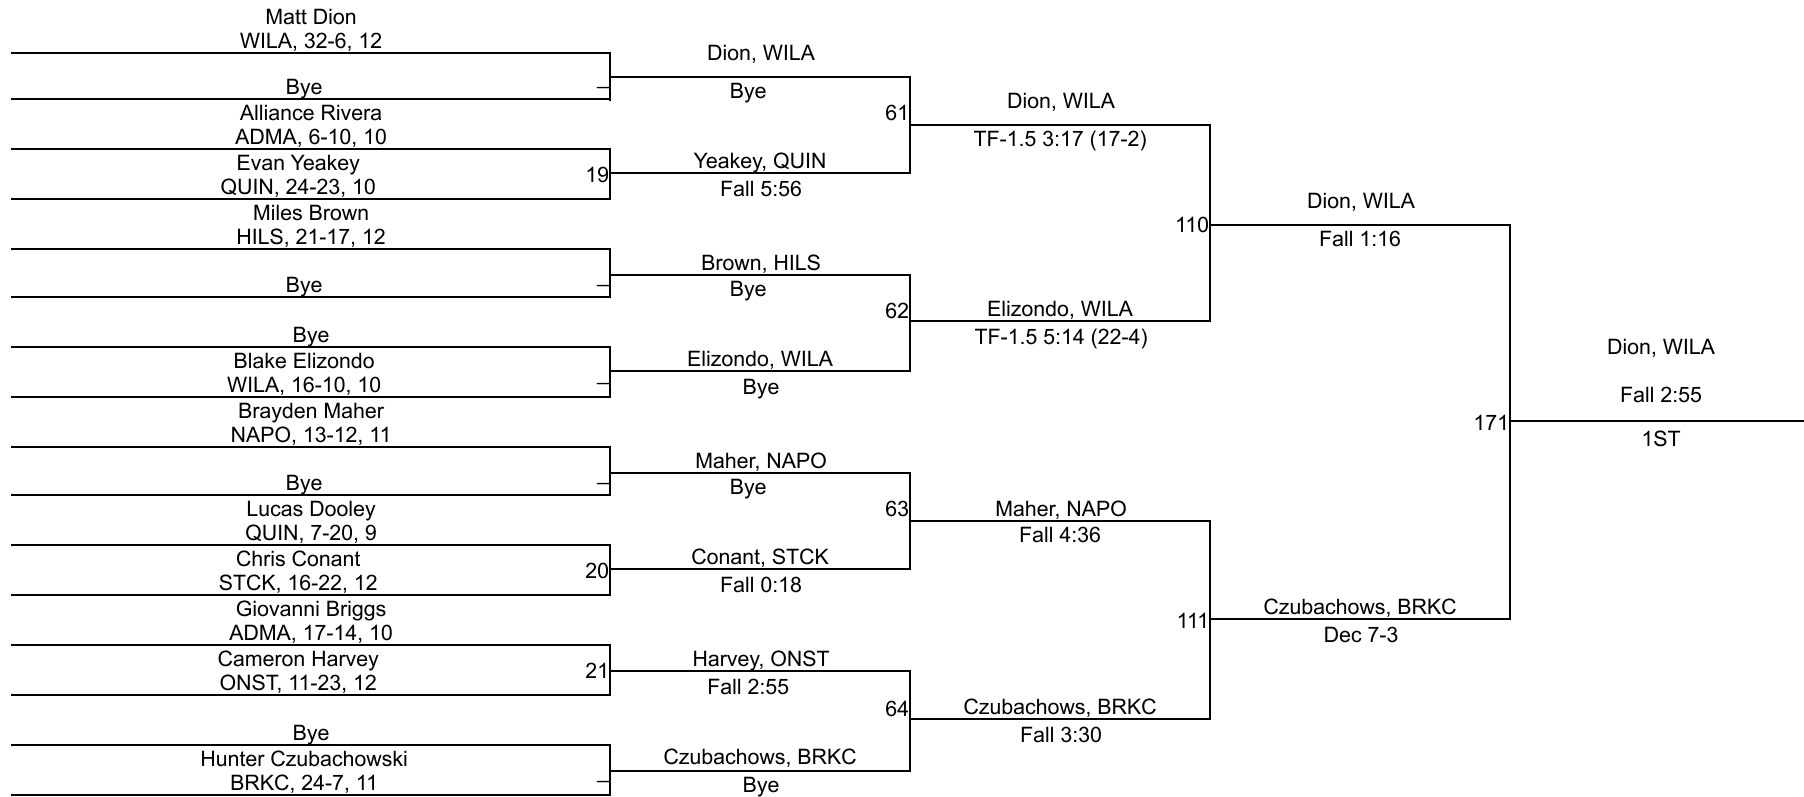 Matt Dion
WILA, 32-6, 12
Bye
Alliance Rivera
ADMA, 6-10, 10
Evan Yeakey
QUIN, 24-23, 10
Miles Brown
HILS, 21-17, 12
Bye
Bye
Blake Elizondo
WILA, 16-10, 10
Brayden Maher
NAPO, 13-12, 11
Bye
Lucas Dooley
QUIN, 7-20, 9
Chris Conant
STCK, 16-22, 12
Giovanni Briggs
ADMA, 17-14, 10
Cameron Harvey
ONST, 11-23, 12
Bye
Hunter Czubachowski
BRKC, 24-7, 11
19
20
21
Dion, WILA
Bye
Yeakey, QUIN
Fall 5:56
Brown, HILS
Bye
Elizondo, WILA
Bye
Maher, NAPO
Bye
Conant, STCK
Fall 0:18
Harvey, ONST
Fall 2:55
Czubachows, BRKC
Bye
61
62
63
64
Dion, WILA
TF-1.5 3:17 (17-2)
Elizondo, WILA
TF-1.5 5:14 (22-4)
Maher, NAPO
Fall 4:36
Czubachows, BRKC
Fall 3:30
110
111
Dion, WILA
Fall 1:16
Czubachows, BRKC
Dec 7-3
171
Dion, WILA
Fall 2:55
1ST